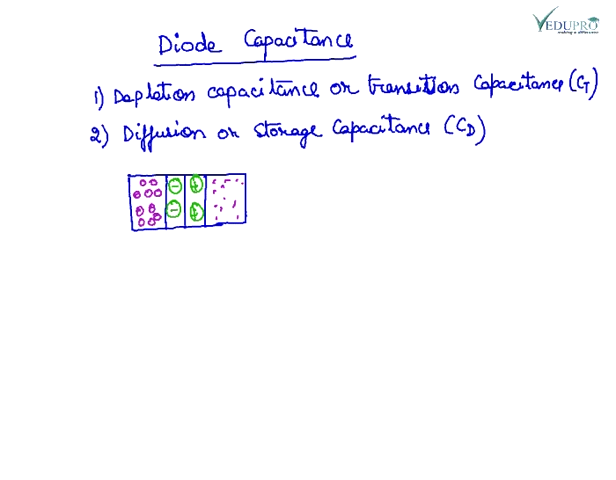 VEDUPRO
making a difference
Diode Capacitance
1) Depletion capacitance or transition Capacitance (CT)
2) Diffusion or Storage Capacitance (CD)
- +
- +